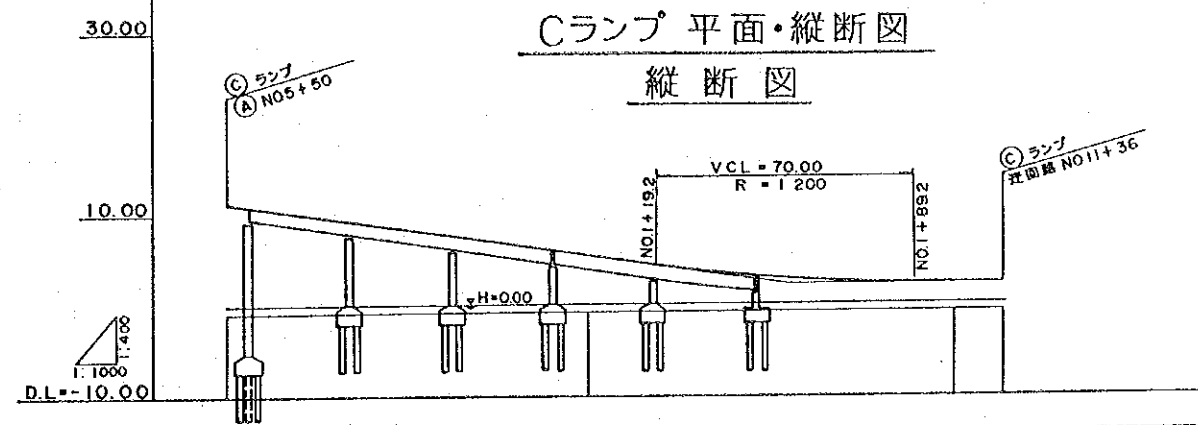 Cランプ 平面・縦断図
縦断図
30.00
Ⓒ ランプ
Ⓐ NO5+50
Ⓒ ランプ
迂回路 NO11+36
VCL=70.00
R=1200
NO.1+19.2
NO.1+89.2
10.00
H=0.00
1:400
1:1000
D.L=-10.00